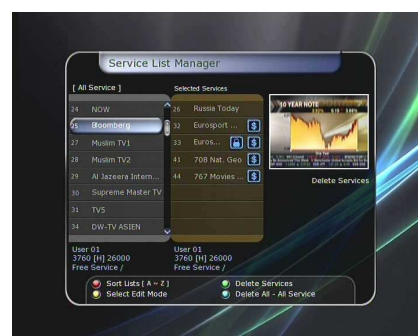 Service List Manager
[ All Service ]
Selected Services
24 NOW
25 Bloomberg
27 Muslim TV1
28 Muslim TV2
29 Al Jazeera Intern...
30 Supreme Master TV
31 TV5
34 DW-TV ASIEN
26 Russia Today
32 Eurosport ... $
33 Euros... $
41 708 Nat. Geo $
44 767 Movies ... $
10 YEAR NOTE
Delete Services
User 01
3760 [H] 26000
Free Service /
User 01
3760 [H] 26000
Free Service /
Sort Lists [ A ~ Z ]
Delete Services
Select Edit Mode
Delete All - All Service